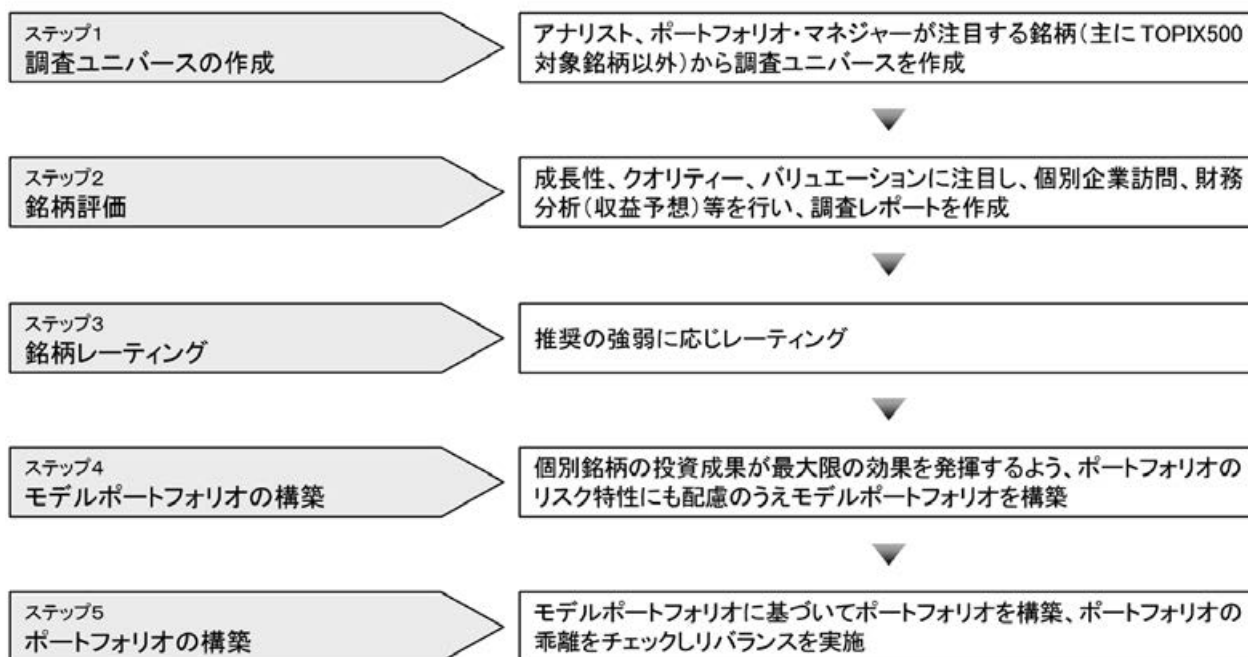 ステップ1
調査ユニバースの作成
アナリスト、ポートフォリオ・マネジャーが注目する銘柄(主にTOPIX500
対象銘柄以外)から調査ユニバースを作成
ステップ2
銘柄評価
成長性、クオリティー、バリュエーションに注目し、個別企業訪問、財務
分析(収益予想)等を行い、調査レポートを作成
ステップ3
銘柄レーティング
推奨の強弱に応じレーティング
ステップ4
モデルポートフォリオの構築
個別銘柄の投資成果が最大限の効果を発揮するよう、ポートフォリオの
リスク特性にも配慮のうえモデルポートフォリオを構築
ステップ5
ポートフォリオの構築
モデルポートフォリオに基づいてポートフォリオを構築、ポートフォリオの
乖離をチェックしリバランスを実施